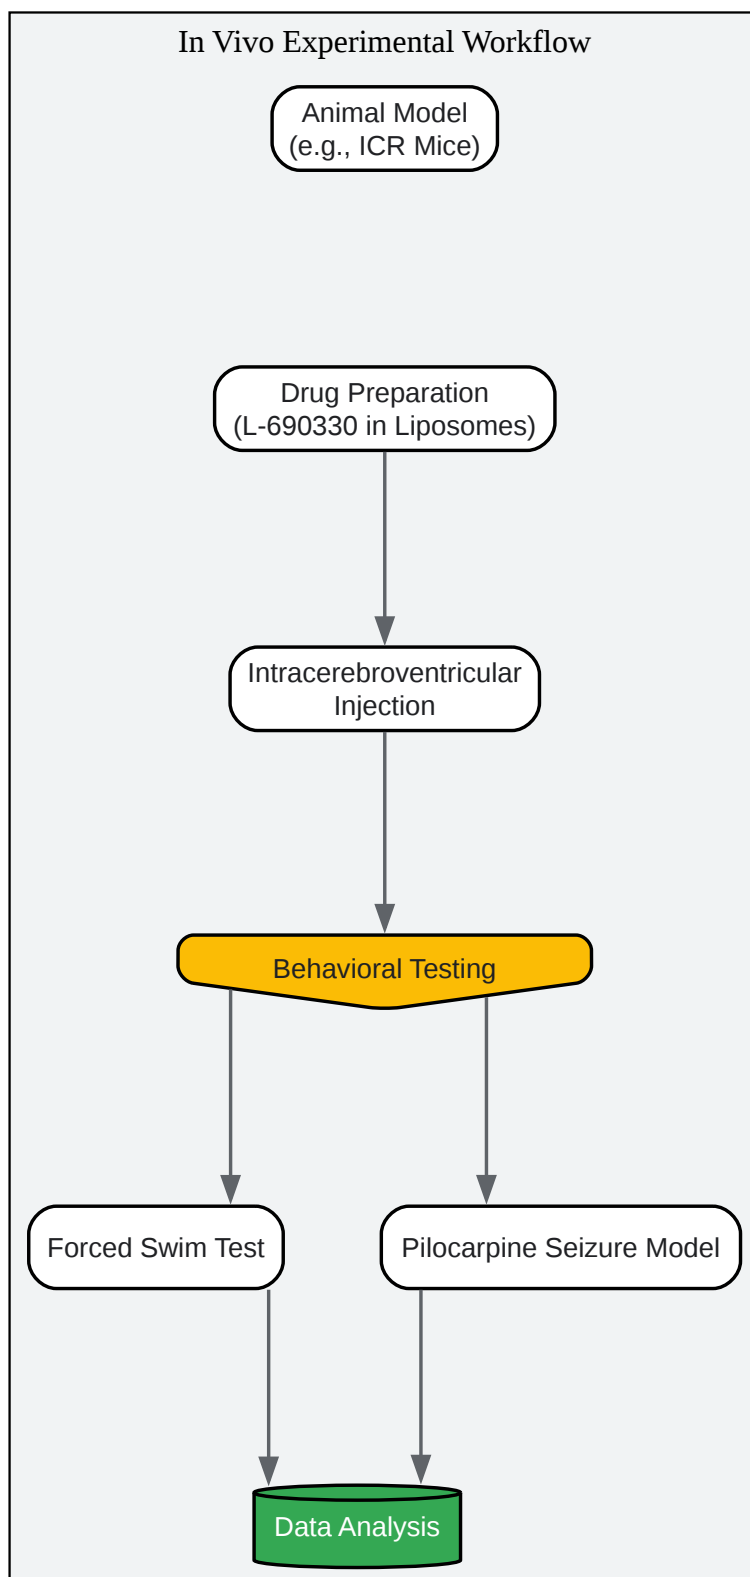 In Vivo Experimental Workflow
Animal Model
(e.g., ICR Mice)
Drug Preparation
(L-690330 in Liposomes)
Intracerebroventricular
Injection
Behavioral Testing
Forced Swim Test
Pilocarpine Seizure Model
Data Analysis